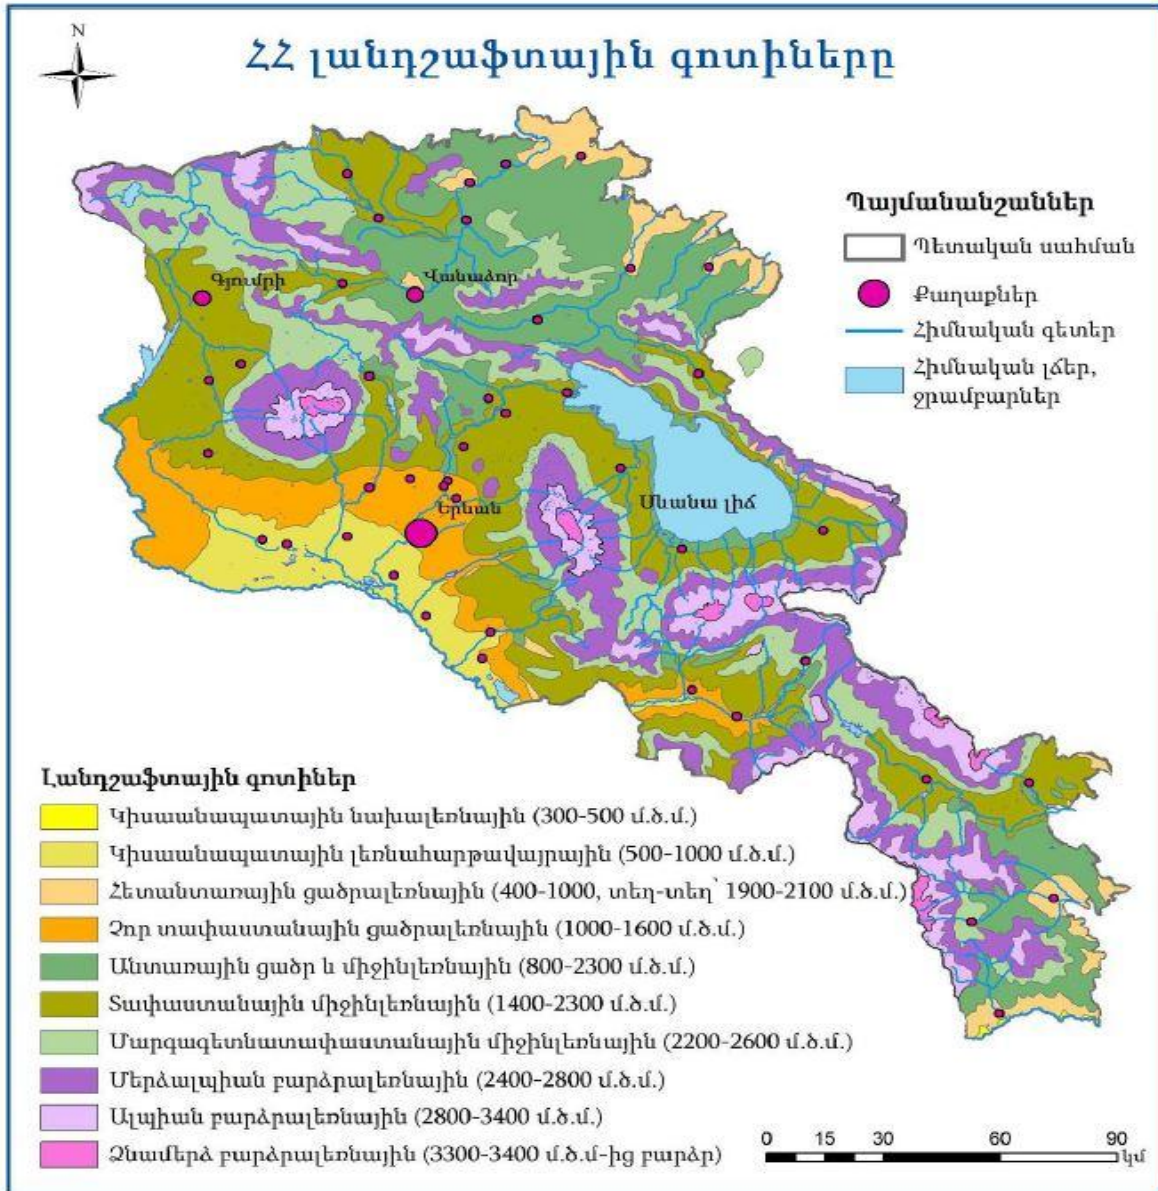 N
ՀՀ լանդշաֆտային գոտիները
Պայմանանշաններ
Պետական սահման
Քաղաքներ
Հիմնական գետեր
Հիմնական լճեր,
ջրամբարներ
Գյումրի
Վանաձոր
Երևան
Սևանա լիճ
Լանդշաֆտային գոտիներ
Կիսաանապատային նախալեռնային (300-500 մ.ծ.մ.)
Կիսաանապատային լեռնահարթավայրային (500-1000 մ.ծ.մ.)
Հետանտառային ցածրալեռնային (400-1000, տեղ-տեղ՝ 1900-2100 մ.ծ.մ.)
Չոր տափաստանային ցածրալեռնային (1000-1600 մ.ծ.մ.)
Անտառային ցածր և միջինլեռնային (800-2300 մ.ծ.մ.)
Տափաստանային միջինլեռնային (1400-2300 մ.ծ.մ.)
Մարգագետնատափաստանային միջինլեռնային (2200-2600 մ.ծ.մ.)
Մերձալպիան բարձրալեռնային (2400-2800 մ.ծ.մ.)
Ալպիան բարձրալեռնային (2800-3400 մ.ծ.մ.)
Ձնամերձ բարձրալեռնային (3300-3400 մ.ծ.մ-ից բարձր)
0 15 30 60 90
կմ